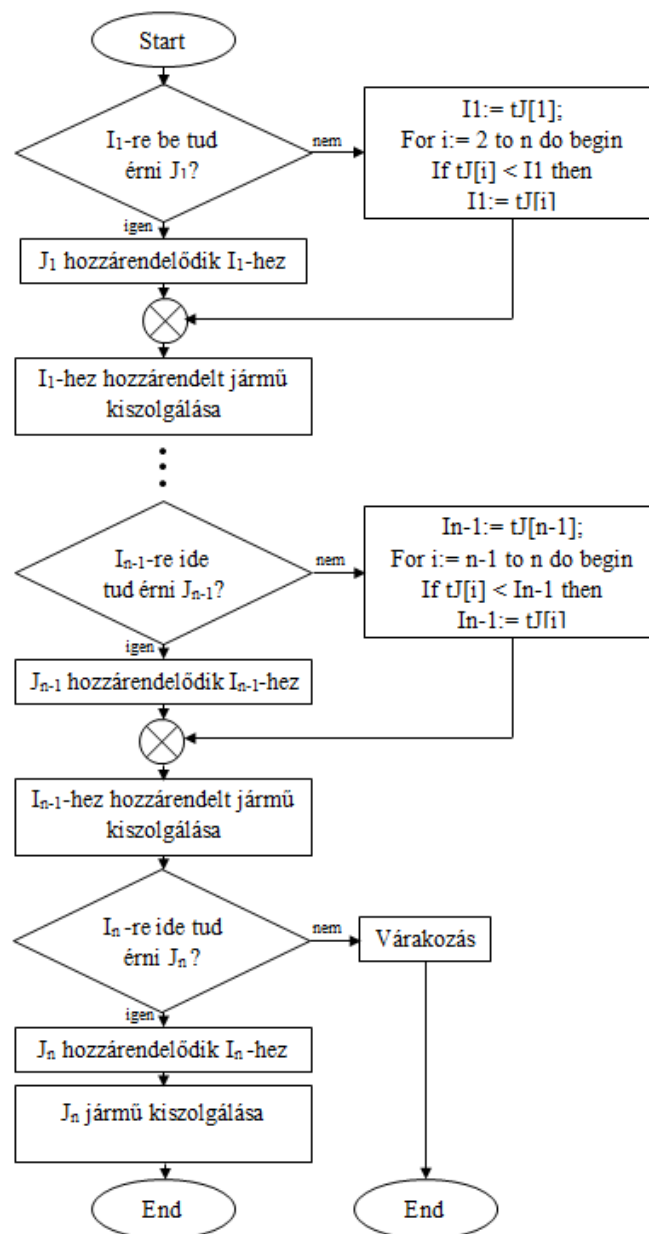 Start
I₁-re be tud
érni J₁?
nem
I1:= tJ[1];
For i:= 2 to n do begin
If tJ[i] < I1 then
I1:= tJ[i]
igen
J₁ hozzárendelődik I₁-hez
I₁-hez hozzárendelt jármű
kiszolgálása
Iₙ₋₁-re ide
tud érni Jₙ₋₁?
nem
In-1:= tJ[n-1];
For i:= n-1 to n do begin
If tJ[i] < In-1 then
In-1:= tJ[i]
igen
Jₙ₋₁ hozzárendelődik Iₙ₋₁-hez
Iₙ₋₁-hez hozzárendelt jármű
kiszolgálása
Iₙ-re ide tud
érni Jₙ?
nem
Várakozás
igen
Jₙ hozzárendelődik Iₙ-hez
Jₙ jármű kiszolgálása
End
End